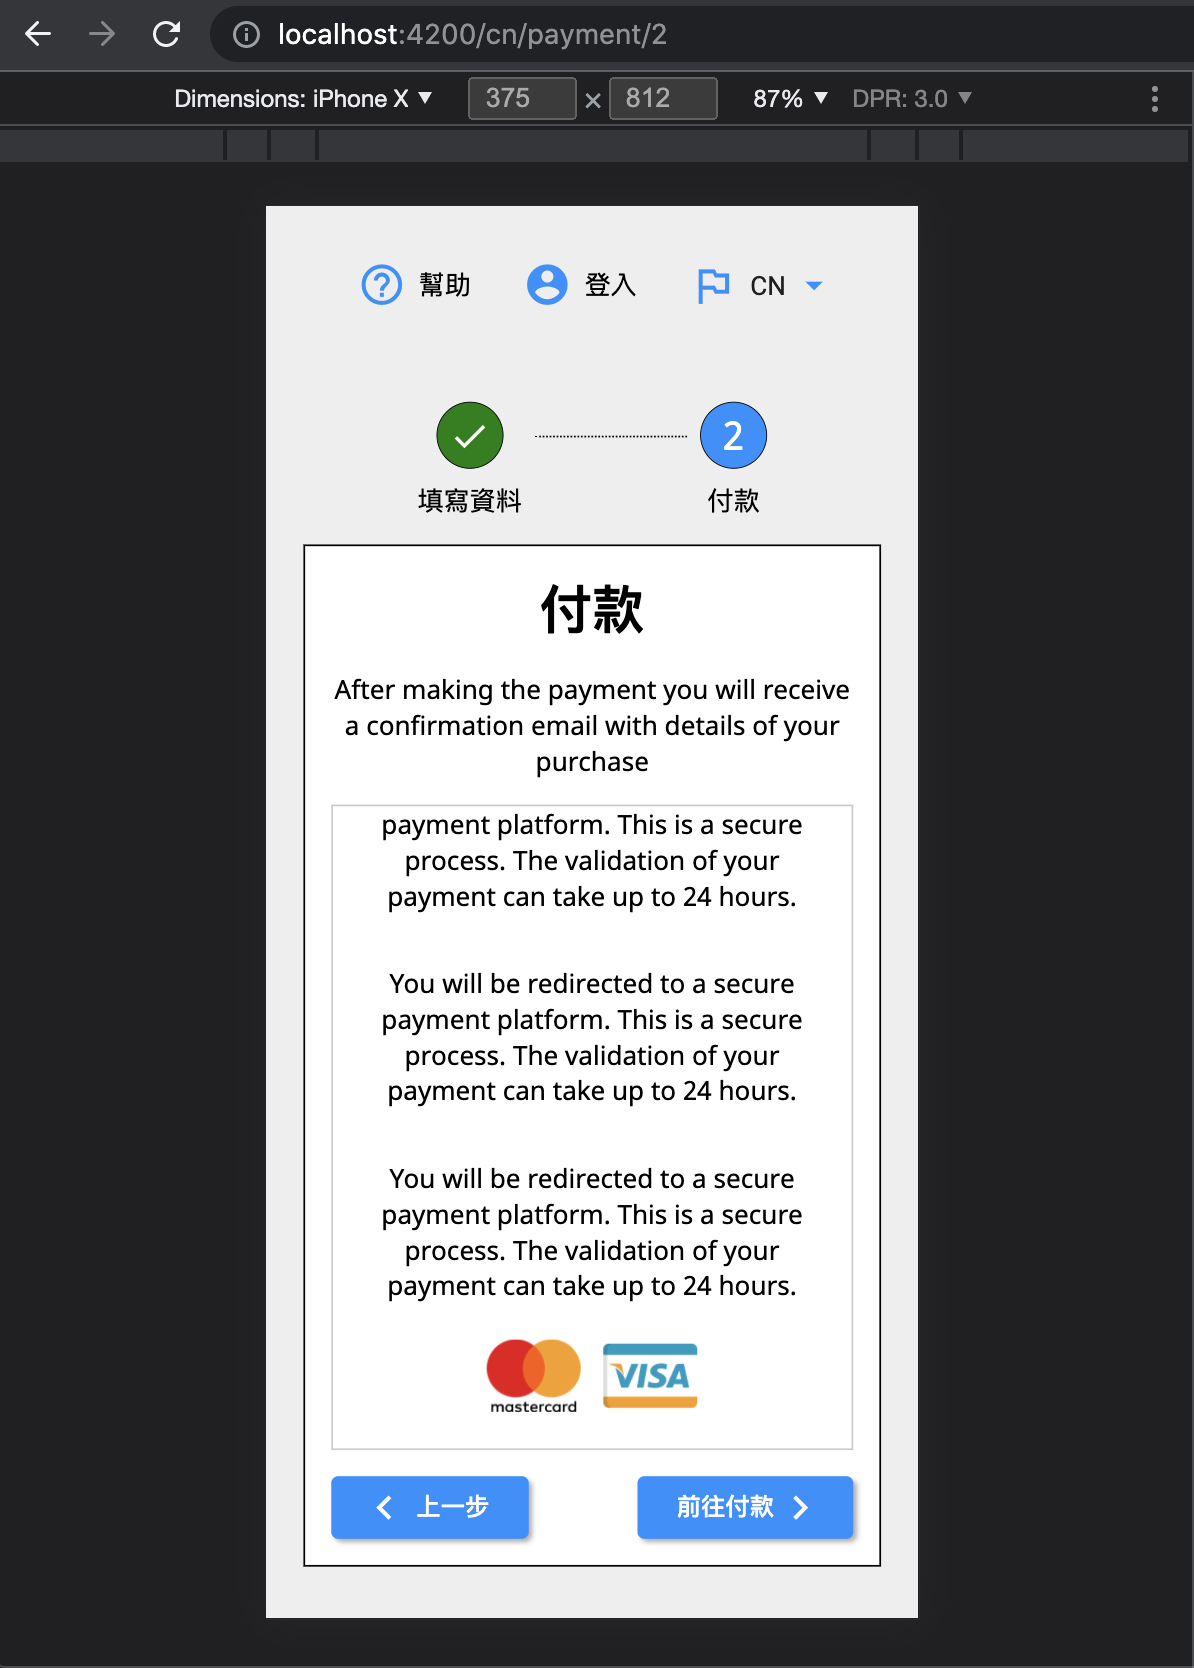 localhost:4200/cn/payment/2
Dimensions: iPhone X ▼ 375 × 812 87% ▼ DPR: 3.0 ▼
幫助 登入 CN
2
填寫資料 付款
付款
After making the payment you will receive
a confirmation email with details of your
purchase
payment platform. This is a secure
process. The validation of your
payment can take up to 24 hours.
You will be redirected to a secure
payment platform. This is a secure
process. The validation of your
payment can take up to 24 hours.
You will be redirected to a secure
payment platform. This is a secure
process. The validation of your
payment can take up to 24 hours.
mastercard VISA
上一步 前往付款